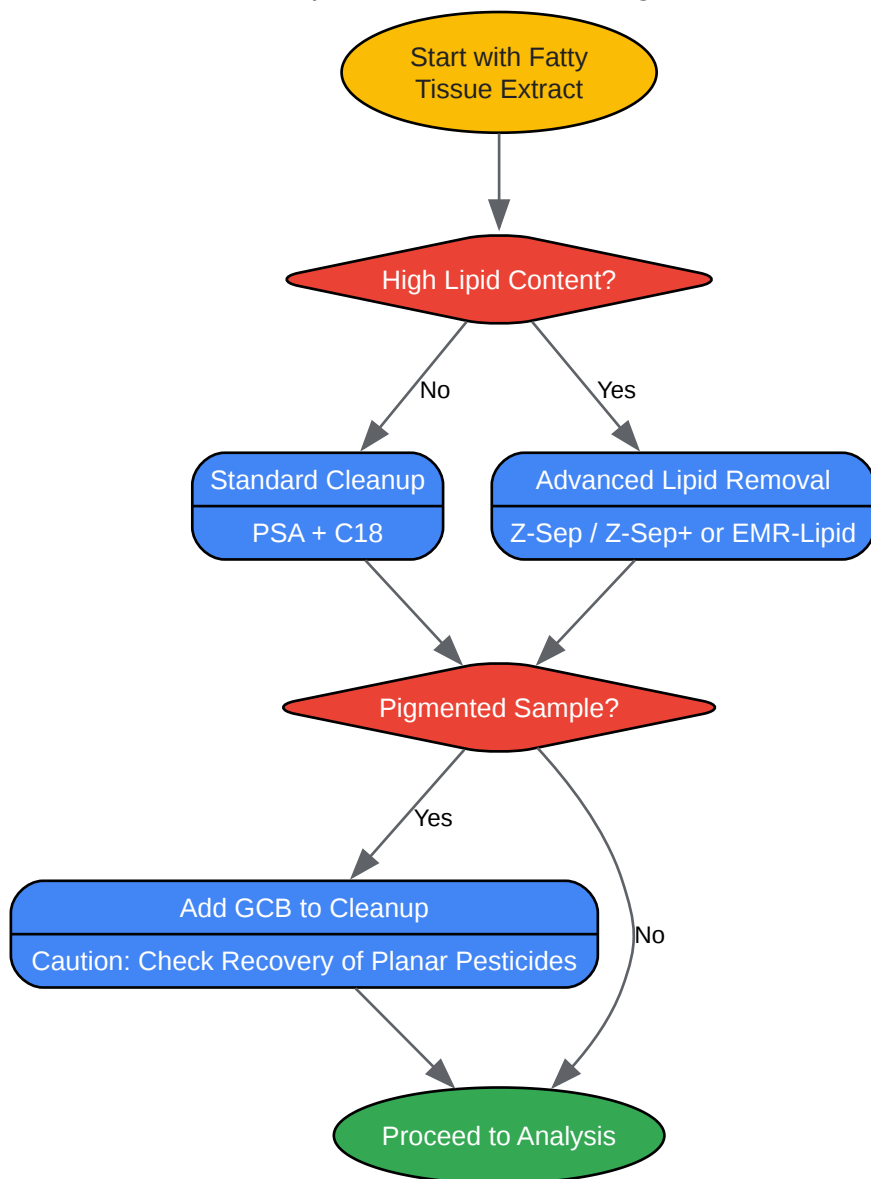 Start with Fatty
Tissue Extract
High Lipid Content?
No
Yes
Standard Cleanup
PSA + C18
Advanced Lipid Removal
Z-Sep / Z-Sep+ or EMR-Lipid
Pigmented Sample?
Yes
Add GCB to Cleanup
Caution: Check Recovery of Planar Pesticides
No
Proceed to Analysis